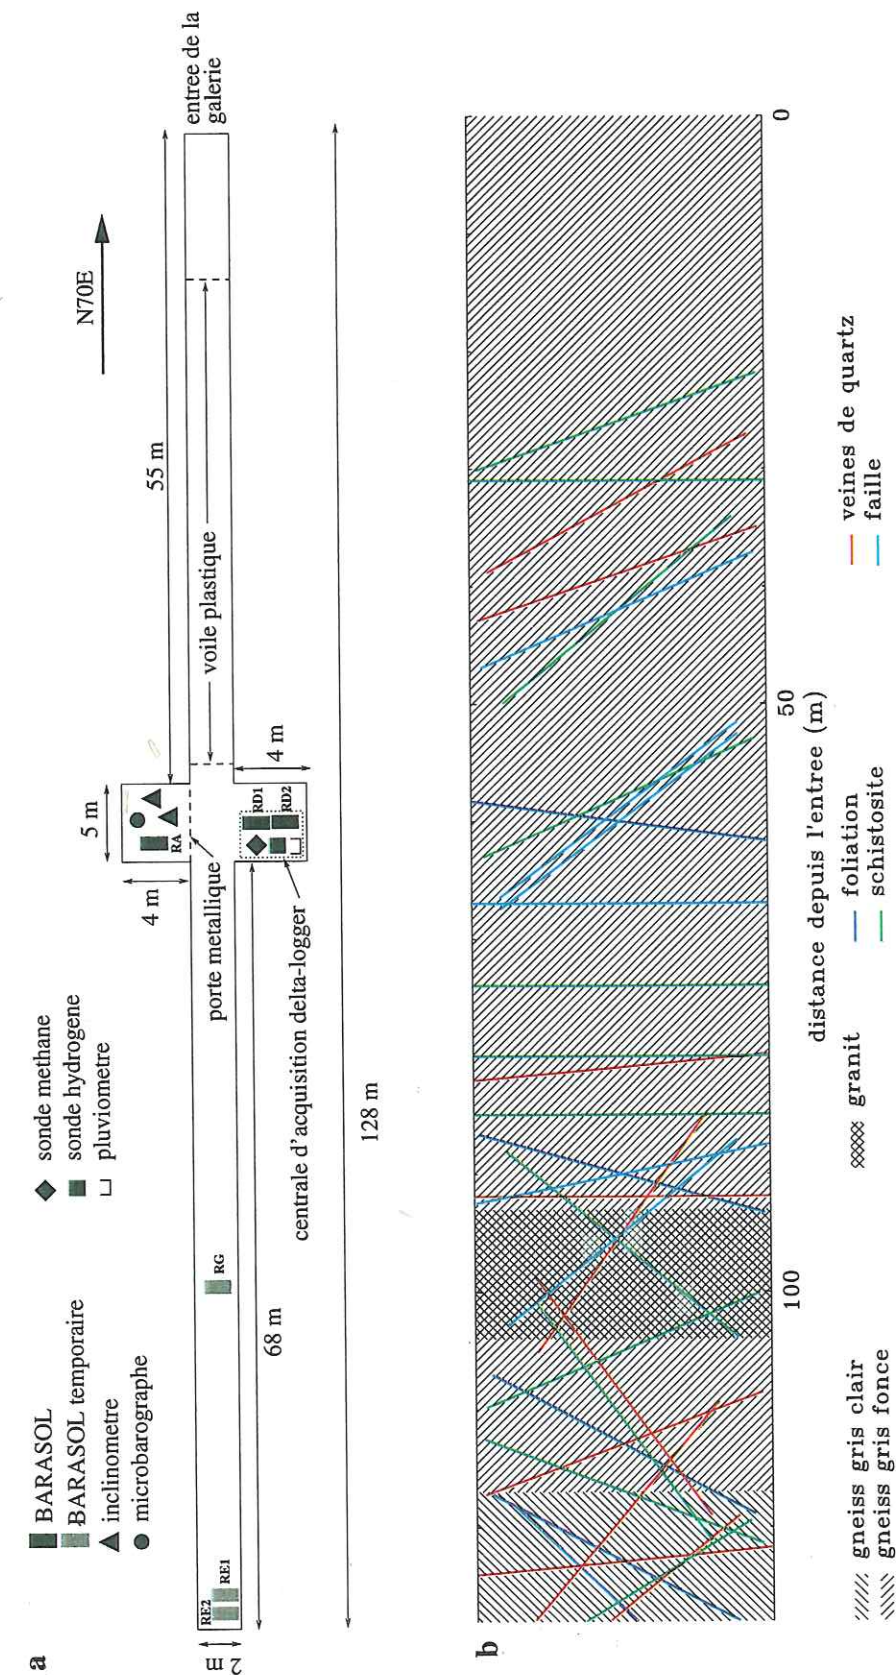 a
BARASOL
BARASOL temporaire
inclinometre
microbarographe
sonde methane
sonde hydrogene
pluviometre
N70E
entree de la
galerie
55 m
voile plastique
5 m
4 m
4 m
RA
RD1
RD2
porte metallique
centrale d'acquisition delta-logger
RG
68 m
128 m
RE2
RE1
2 m
b
0
50
100
distance depuis l'entree (m)
gneiss gris clair
gneiss gris fonce
granit
foliation
schistosite
veines de quartz
faille